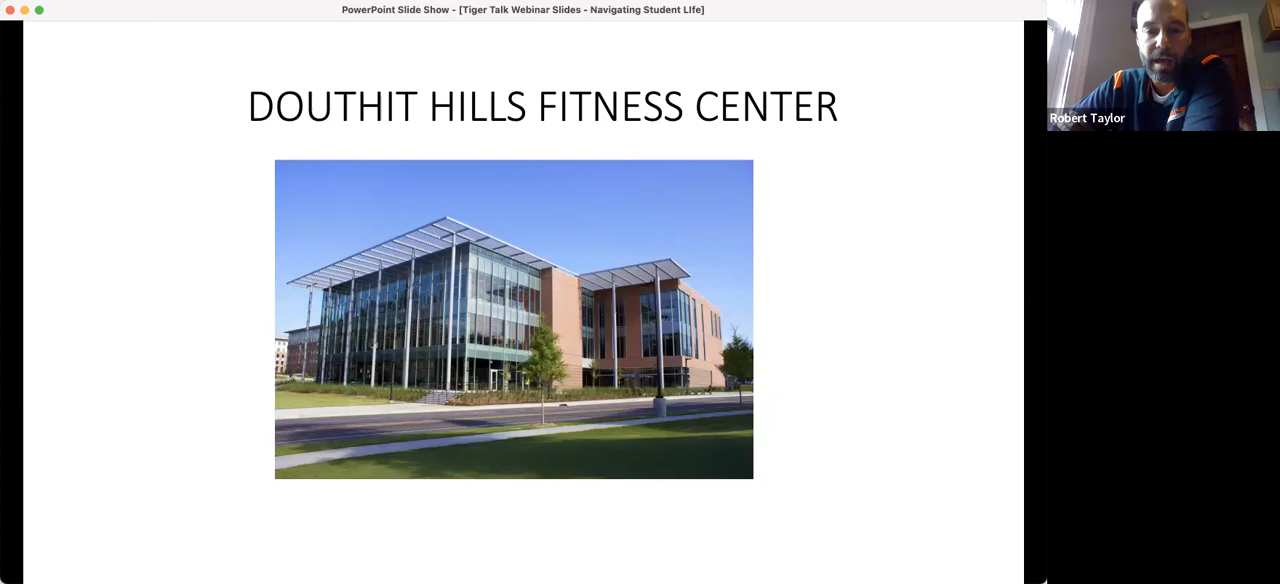 PowerPoint Slide Show - [Tiger Talk Webinar Slides - Navigating Student LIfe]
DOUTHIT HILLS FITNESS CENTER
Robert Taylor